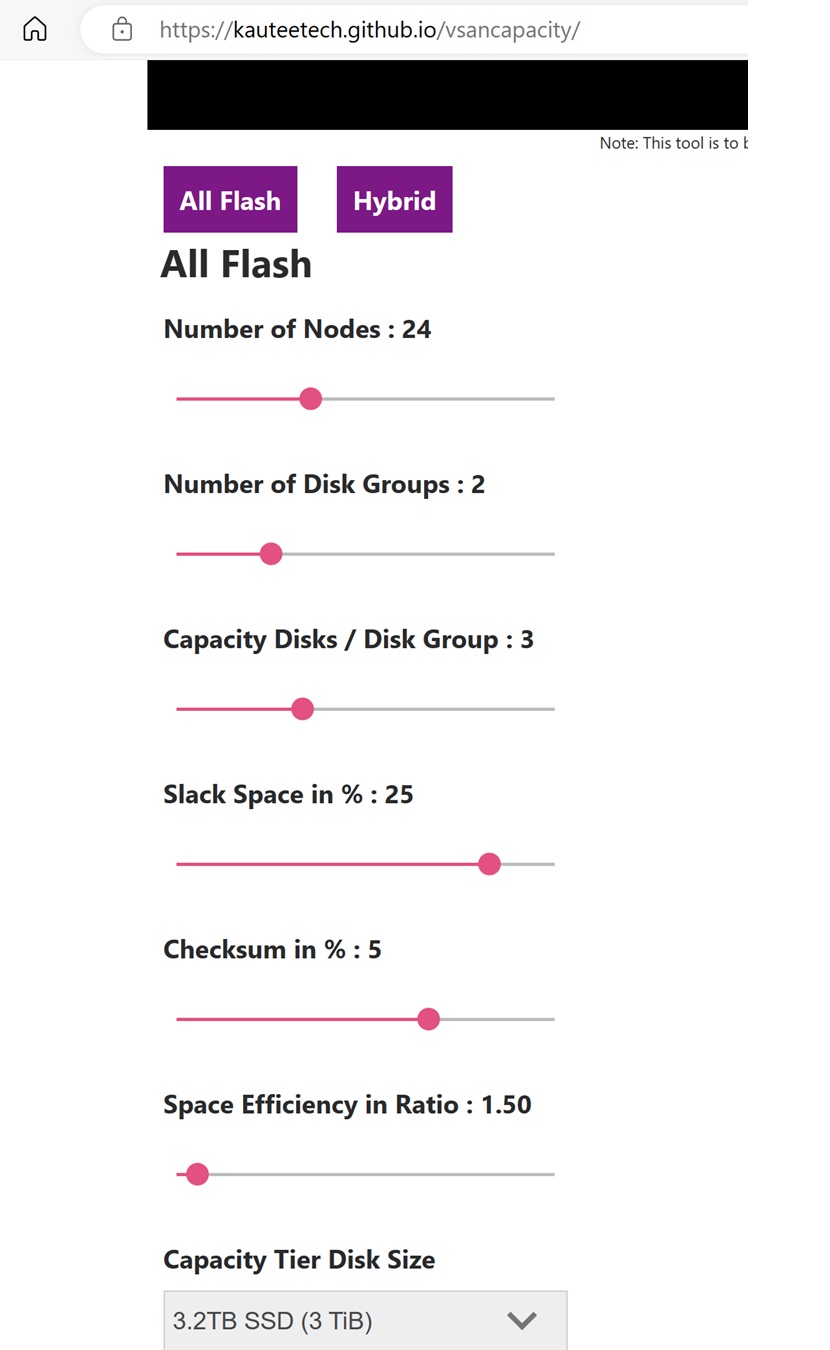 https://kauteetech.github.io/vsancapacity/
Note: This tool is to
All Flash
Hybrid
All Flash
Number of Nodes : 24
Number of Disk Groups : 2
Capacity Disks / Disk Group : 3
Slack Space in % : 25
Checksum in % : 5
Space Efficiency in Ratio : 1.50
Capacity Tier Disk Size
3.2TB SSD (3 TiB)